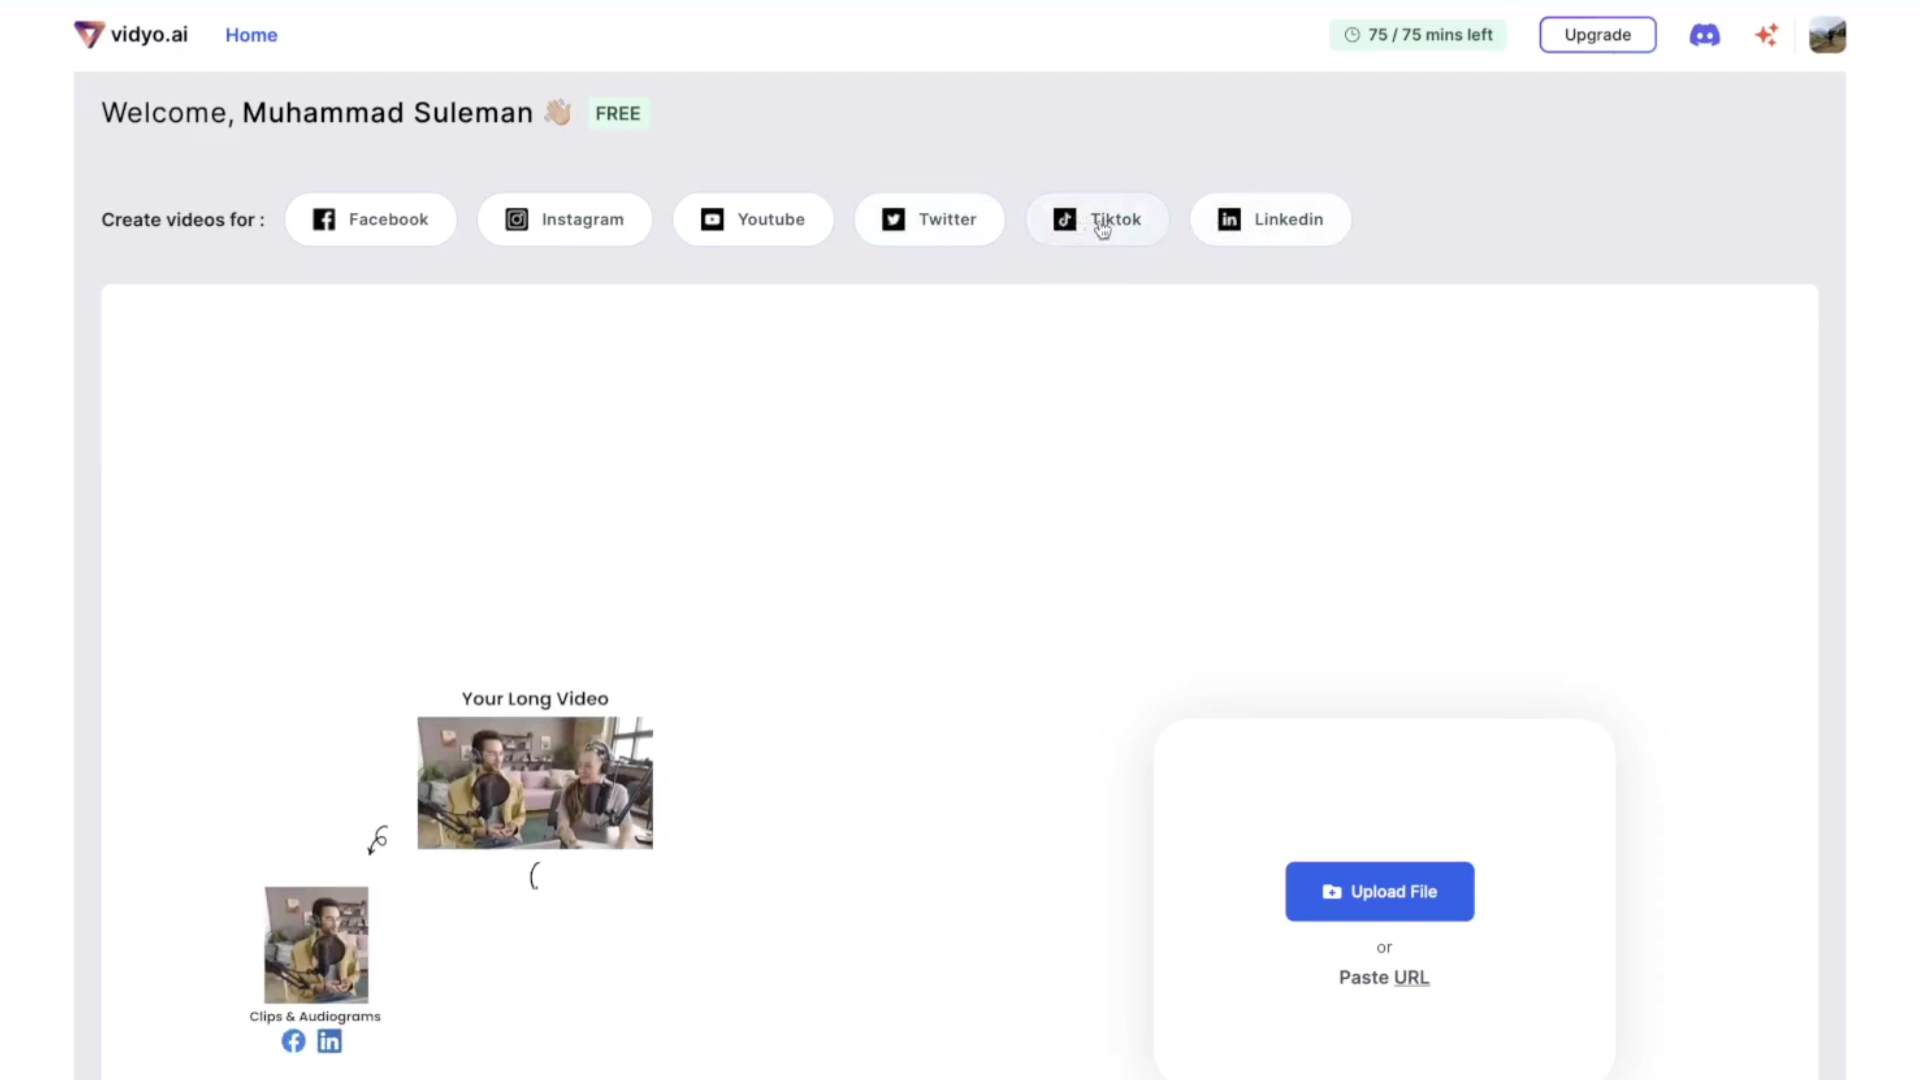 vidyo.ai
Home
75 / 75 mins left
Upgrade
Welcome, Muhammad Suleman 👋🏼 FREE
Create videos for :
Facebook
Instagram
Youtube
Twitter
Tiktok
Linkedin
Your Long Video
Clips & Audiograms
Upload File
or
Paste URL